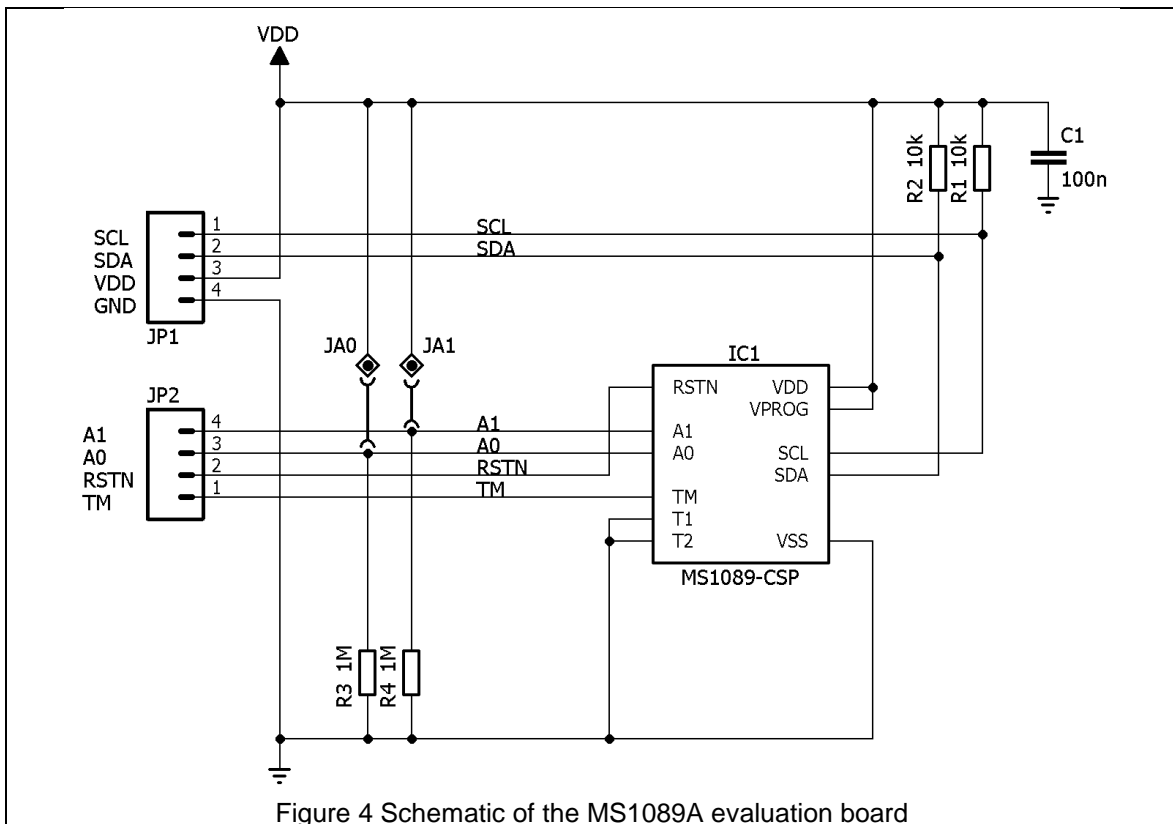 VDD
C1
R2 10k
R1 10k
100n
SCL
SDA
VDD
GND
1
2
3
4
SCL
SDA
JP1
JA0
JA1
IC1
JP2
A1
A0
RSTN
TM
4
3
2
1
A1
A0
RSTN
TM
RSTN
A1
A0
TM
T1
T2
VDD
VPROG
SCL
SDA
VSS
MS1089-CSP
R3 1M
R4 1M
Figure 4 Schematic of the MS1089A evaluation board